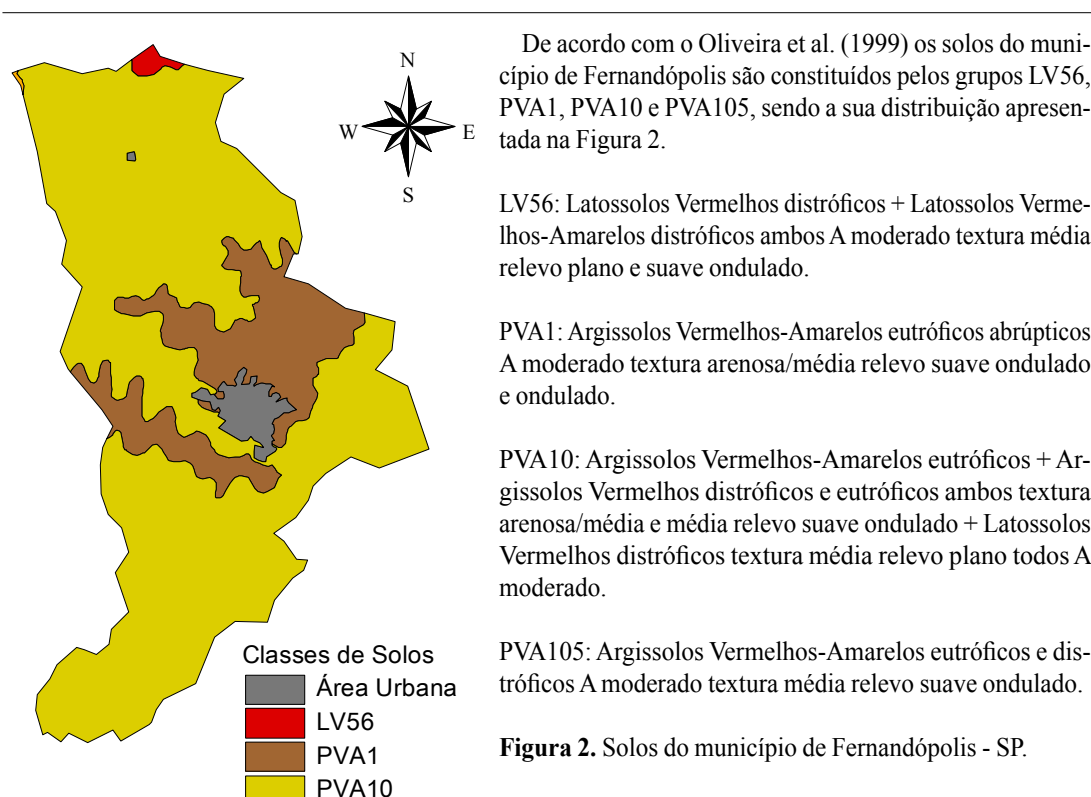 N
W
E
S
De acordo com o Oliveira et al. (1999) os solos do muni-
cípio de Fernandópolis são constituídos pelos grupos LV56,
PVA1, PVA10 e PVA105, sendo a sua distribuição apresen-
tada na Figura 2.
LV56: Latossolos Vermelhos distróficos + Latossolos Verme-
lhos-Amarelos distróficos ambos A moderado textura média
relevo plano e suave ondulado.
PVA1: Argissolos Vermelhos-Amarelos eutróficos abrúpticos
A moderado textura arenosa/média relevo suave ondulado
e ondulado.
PVA10: Argissolos Vermelhos-Amarelos eutróficos + Ar-
gissolos Vermelhos distróficos e eutróficos ambos textura
arenosa/média e média relevo suave ondulado + Latossolos
Vermelhos distróficos textura média relevo plano todos A
moderado.
PVA105: Argissolos Vermelhos-Amarelos eutróficos e dis-
tróficos A moderado textura média relevo suave ondulado.
Figura 2. Solos do município de Fernandópolis - SP.
Classes de Solos
Área Urbana
LV56
PVA1
PVA10